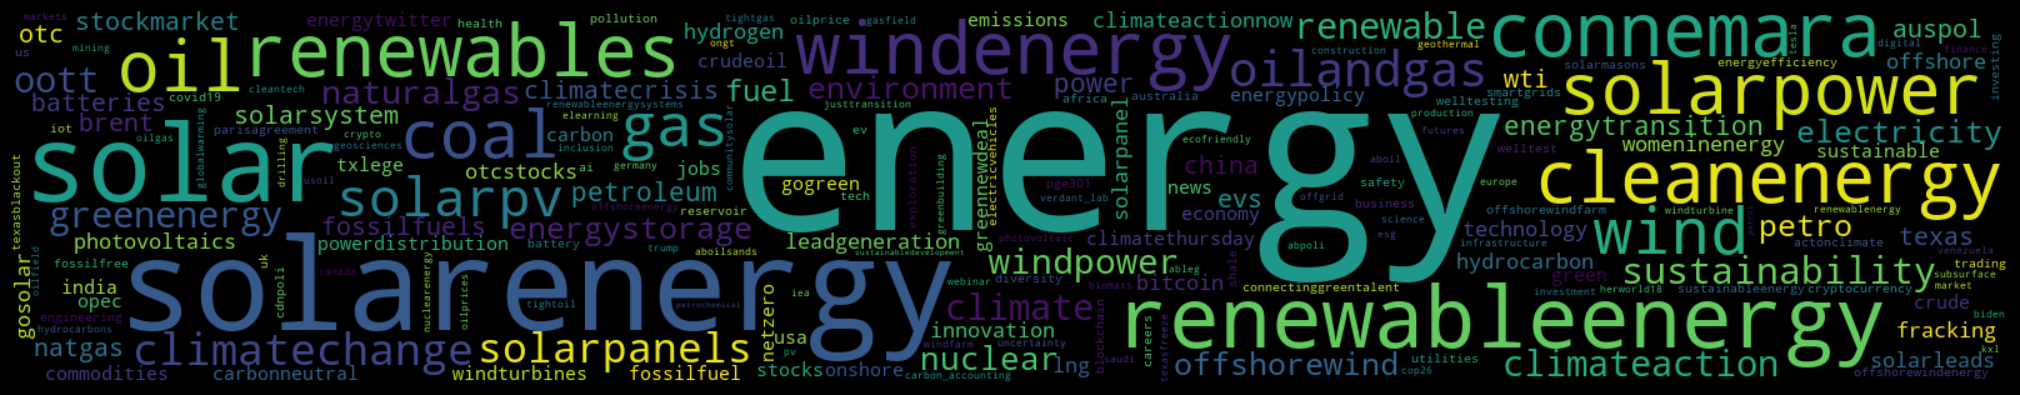 markets
stockmarket
energytwitter
health
pollution
hydrogen
oilprice
tightgas
gasfield
emissions
climateactionnow
renewable
connemara
auspol
digital
finance
otc
us
mining
oil
renewables
ongt
windenergy
oilandgas
construction
geothermal
tesla
offshore
investing
oott
cleantech
crudeoil
energyefficiency
solarmasons
wti
solarpower
batteries
covid19
naturalgas
climatecrisis
fuel
environment
power
africa
australia
energypolicy
smartgrids
brent
solarsystem
renewableenergysystems
justtransition
welltesting
production
iot
parisagreement
elearning
coal
gas
energy
electricvehicles
greennewdeal
solarpanel
ecofriendly
futures
energytransition
electricity
oilgas
globalwarming
drilling
crypto
geosciences
carbon
inclusion
ev
communitysolar
welltest
womeninenergy
sustainable
solar
usoil
txlege
otcstocks
ai
germany
jobs
exploration
greenbuilding
china
news
aboil
safety
europe
cleanenergy
texasblackout
solarpv
petroleum
gogreen
tech
pge301
verdant_lab
evs
offgrid
business
greenenergy
fossilfuels
offshoreenergy
reservoir
energystorage
economy
science
esg
offshorewindfarm
windturbine
renewablenergy
technology
wind
petro
texas
photovoltaics
powerdistribution
battery
trump
aboilsands
leadgeneration
sustainabledevelopment
photovoltaic
climatethursday
abpoli
infrastructure
actonclimate
venezuela
gosolar
oilfield
fossilfree
uk
canada
cdnpoli
solarenergy
webinar
windpower
ableg
shale
diversity
hydrocarbon
green
sustainability
trading
subsurface
market
india
opec
nuclearenergy
oilprices
tightoil
petrochemical
netzero
iea
biomass
bitcoin
connectinggreentalent
investment
herworld18
sustainableenergy
cryptocurrency
crude
engineering
hydrocarbons
climate
blockchain
renewableenergy
biden
natgas
climatechange
solarpanels
usa
pv
innovation
windfarm
uncertainty
careers
texasfreeze
fracking
kxl
commodities
carbonneutral
windturbines
fossilfuel
stocks
onshore
nuclear
carbon_accounting
lng
saudi
offshorewind
utilities
cop26
climateaction
solarleads
offshorewindenergy